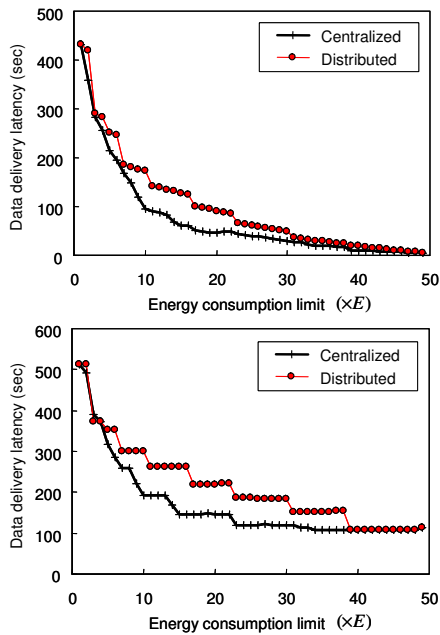 500
400
300
200
100
0
Data delivery latency (sec)
Centralized
Distributed
0 10 20 30 40 50
Energy consumption limit (×E)
600
500
400
300
200
100
0
Data delivery latency (sec)
Centralized
Distributed
0 10 20 30 40 50
Energy consumption limit (×E)